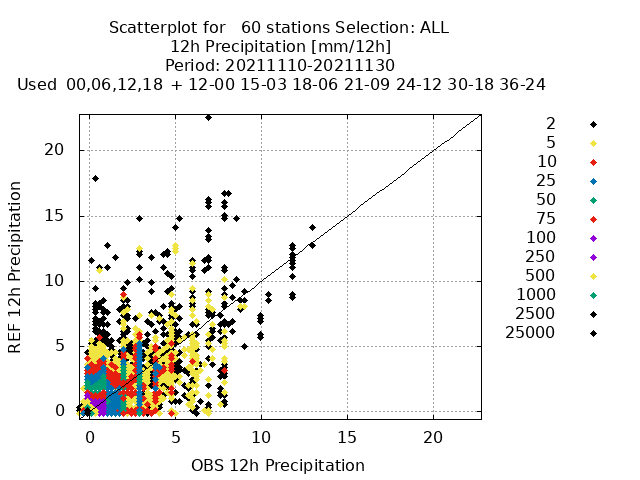 Scatterplot for   60 stations Selection: ALL
12h Precipitation [mm/12h]
Period: 20211110-20211130
Used  00,06,12,18  + 12-00 15-03 18-06 21-09 24-12 30-18 36-24
REF 12h Precipitation
20
15
10
5
0
0 5 10 15 20
OBS 12h Precipitation
2
5
10
25
50
75
100
250
500
1000
2500
25000